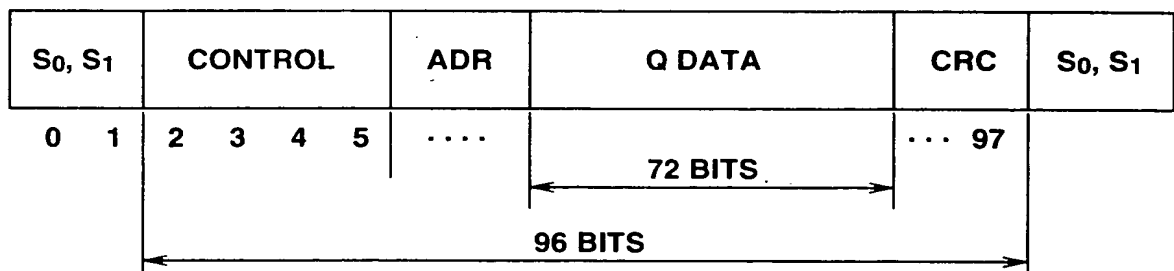 S0, S1 CONTROL ADR Q DATA CRC S0, S1
0 1 2 3 4 5 .... ... 97
72 BITS
96 BITS